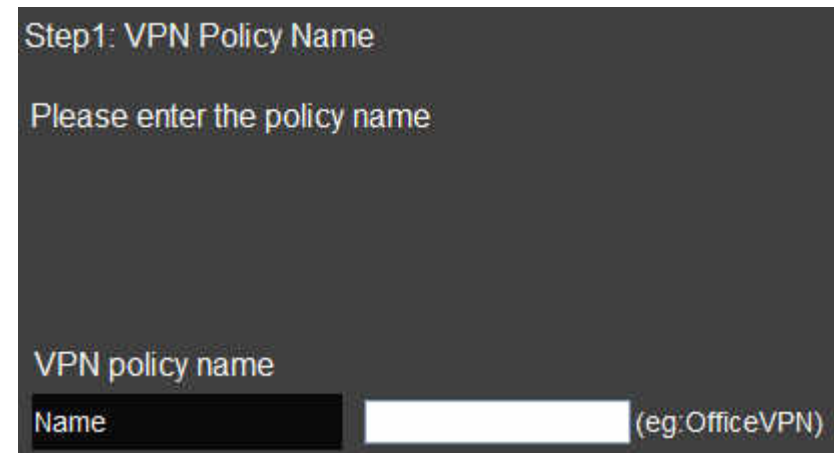 Step1: VPN Policy Name
Please enter the policy name
VPN policy name
Name (eg:OfficeVPN)